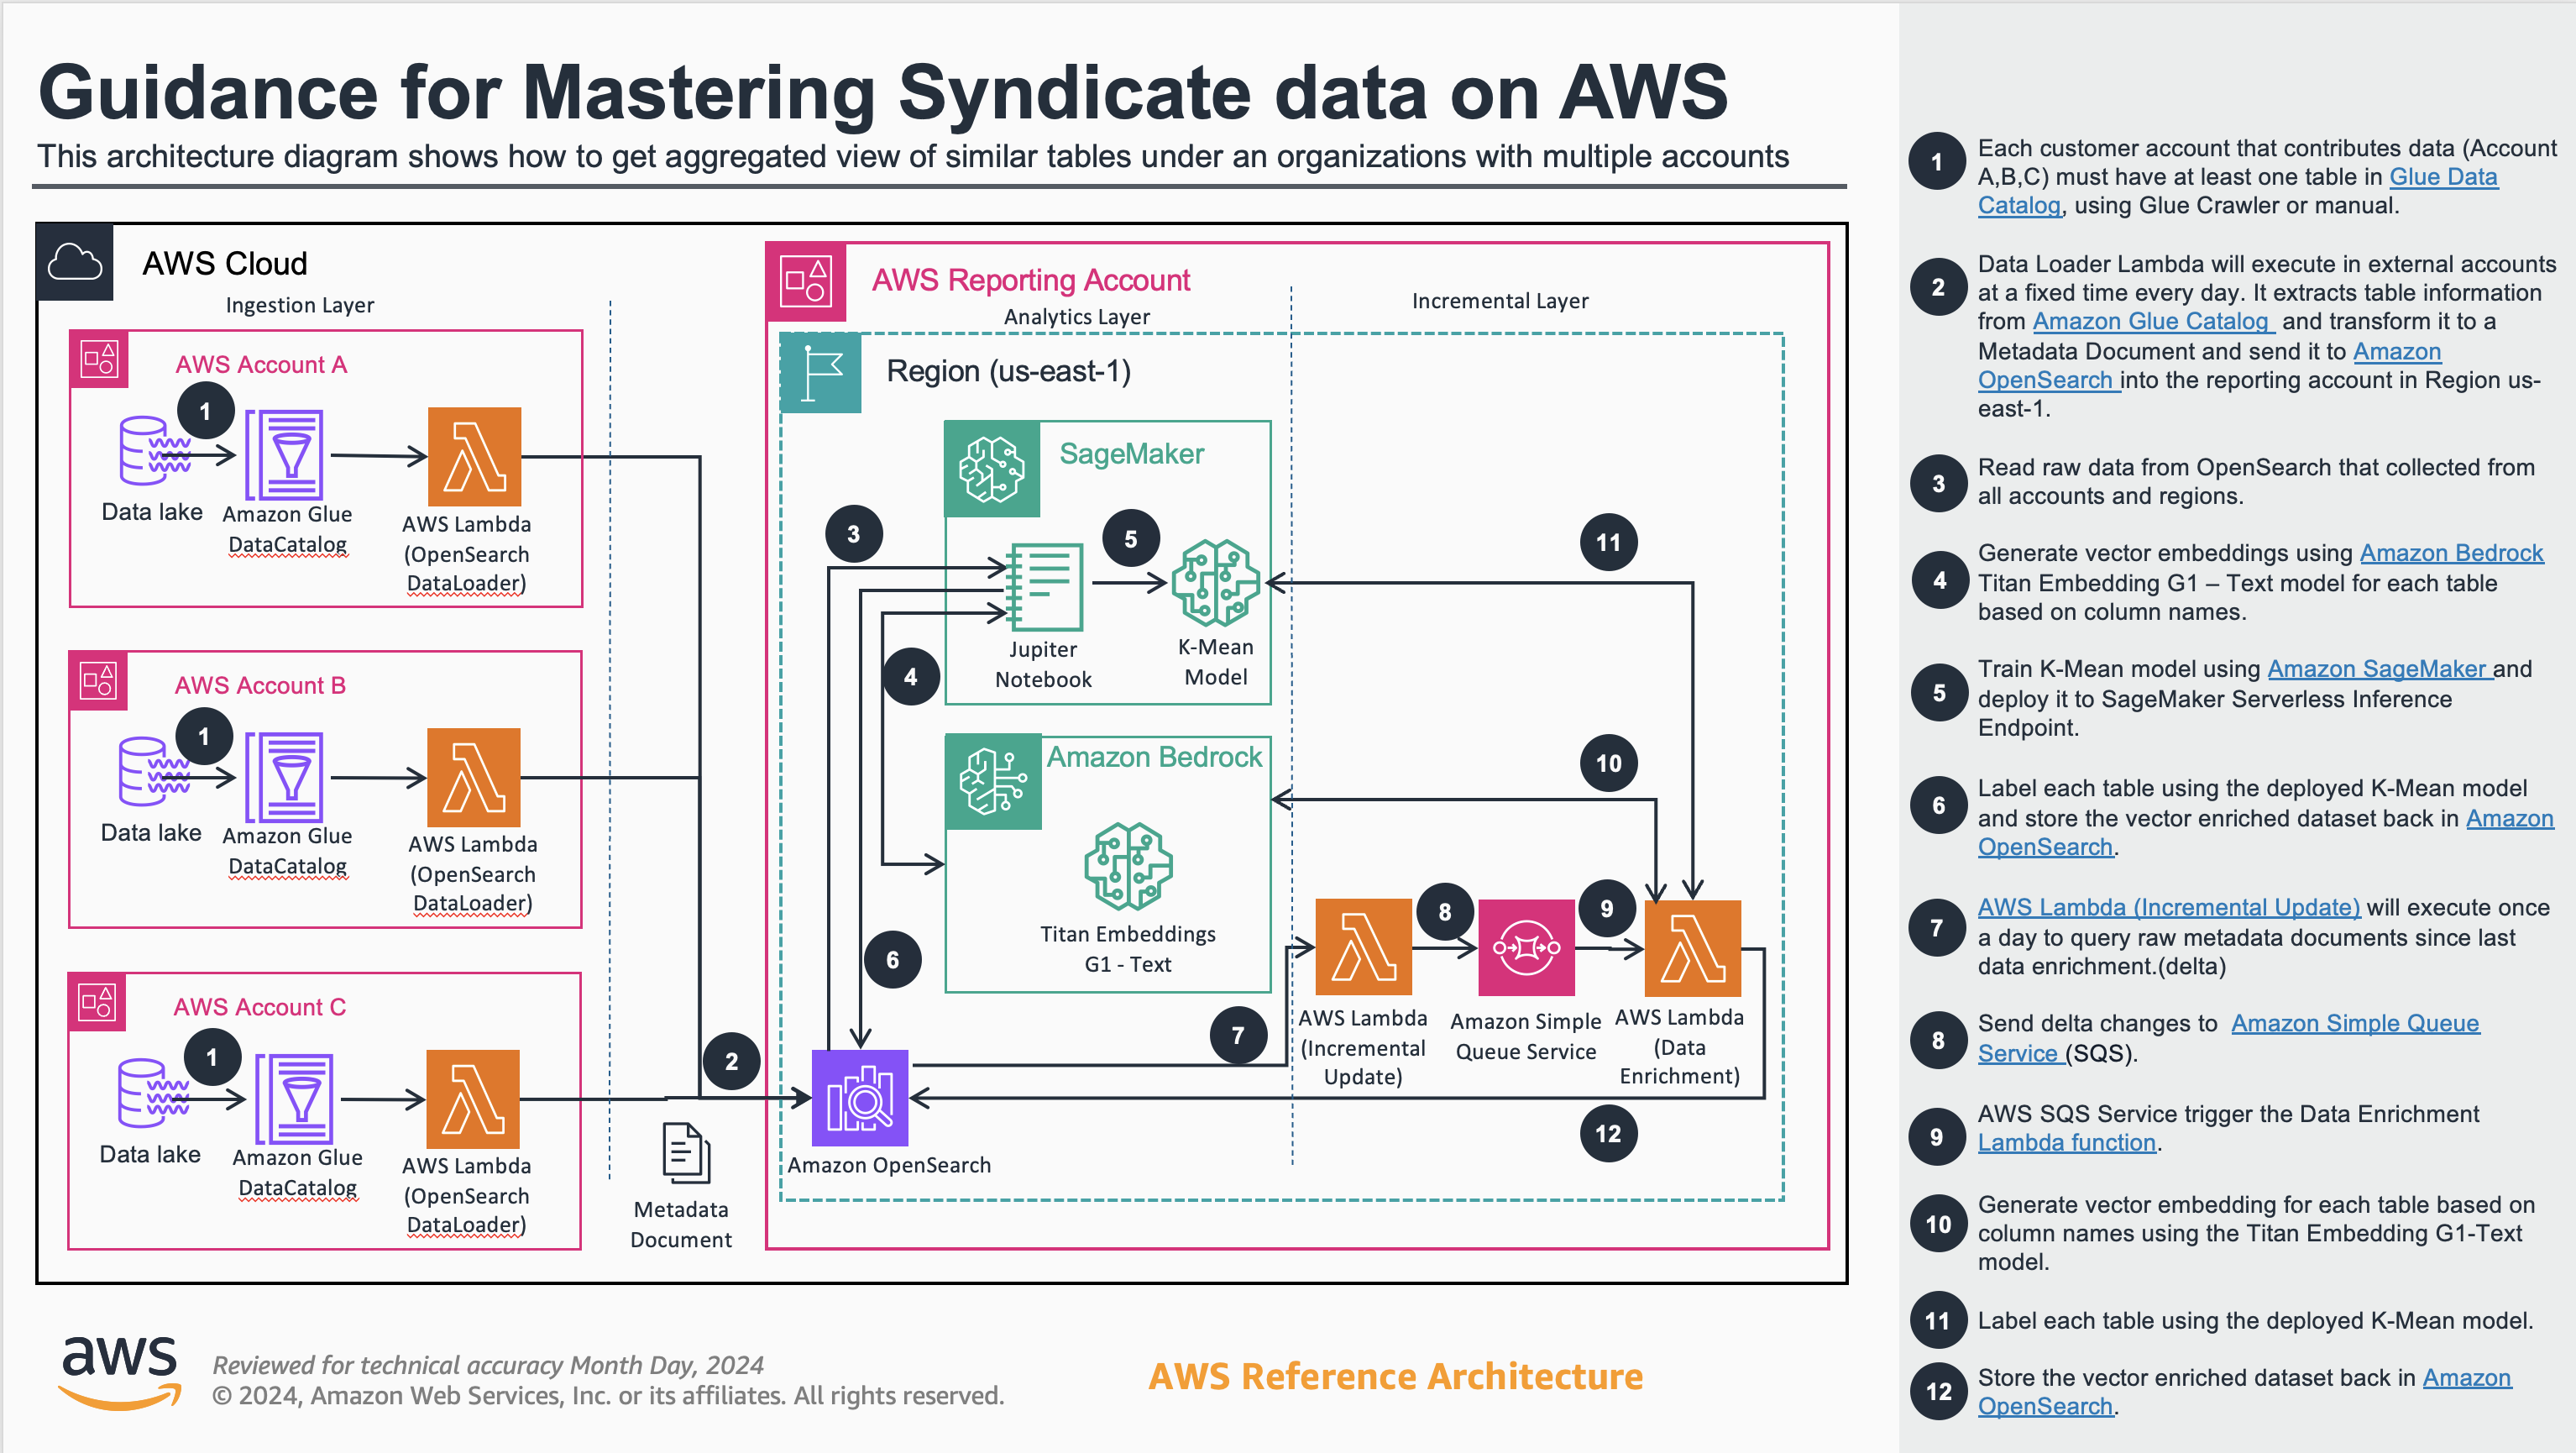 Guidance for Mastering Syndicate data on AWS
This architecture diagram shows how to get aggregated view of similar tables under an organizations with multiple accounts
AWS Cloud
Ingestion Layer
AWS Account A
1
Data lake
Amazon Glue
DataCatalog
AWS Lambda
(OpenSearch
DataLoader)
AWS Account B
1
Data lake
Amazon Glue
DataCatalog
AWS Lambda
(OpenSearch
DataLoader)
AWS Account C
1
Data lake
Amazon Glue
DataCatalog
AWS Lambda
(OpenSearch
DataLoader)
2
Metadata
Document
AWS Reporting Account
Analytics Layer
Incremental Layer
Region (us-east-1)
SageMaker
3
5
11
Jupiter
Notebook
K-Mean
Model
4
Amazon Bedrock
10
Titan Embeddings
G1 - Text
6
8
9
7
AWS Lambda
(Incremental
Update)
Amazon Simple
Queue Service
AWS Lambda
(Data
Enrichment)
12
Amazon OpenSearch
aws
Reviewed for technical accuracy Month Day, 2024
© 2024, Amazon Web Services, Inc. or its affiliates. All rights reserved.
AWS Reference Architecture
1
Each customer account that contributes data (Account
A,B,C) must have at least one table in Glue Data
Catalog, using Glue Crawler or manual.
2
Data Loader Lambda will execute in external accounts
at a fixed time every day. It extracts table information
from Amazon Glue Catalog and transform it to a
Metadata Document and send it to Amazon
OpenSearch into the reporting account in Region us-
east-1.
3
Read raw data from OpenSearch that collected from
all accounts and regions.
4
Generate vector embeddings using Amazon Bedrock
Titan Embedding G1 – Text model for each table
based on column names.
5
Train K-Mean model using Amazon SageMaker and
deploy it to SageMaker Serverless Inference
Endpoint.
6
Label each table using the deployed K-Mean model
and store the vector enriched dataset back in Amazon
OpenSearch.
7
AWS Lambda (Incremental Update) will execute once
a day to query raw metadata documents since last
data enrichment.(delta)
8
Send delta changes to Amazon Simple Queue
Service (SQS).
9
AWS SQS Service trigger the Data Enrichment
Lambda function.
10
Generate vector embedding for each table based on
column names using the Titan Embedding G1-Text
model.
11
Label each table using the deployed K-Mean model.
12
Store the vector enriched dataset back in Amazon
OpenSearch.